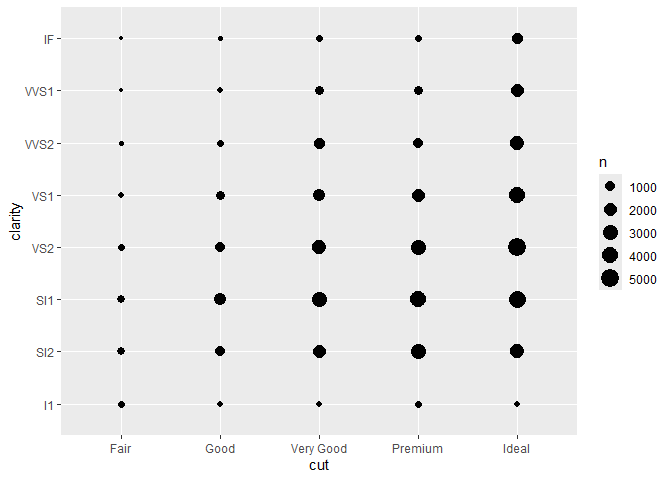 IF
VVS1
VVS2
VS1
VS2
SI1
SI2
I1
clarity
Fair Good Very Good Premium Ideal
cut
n
1000
2000
3000
4000
5000